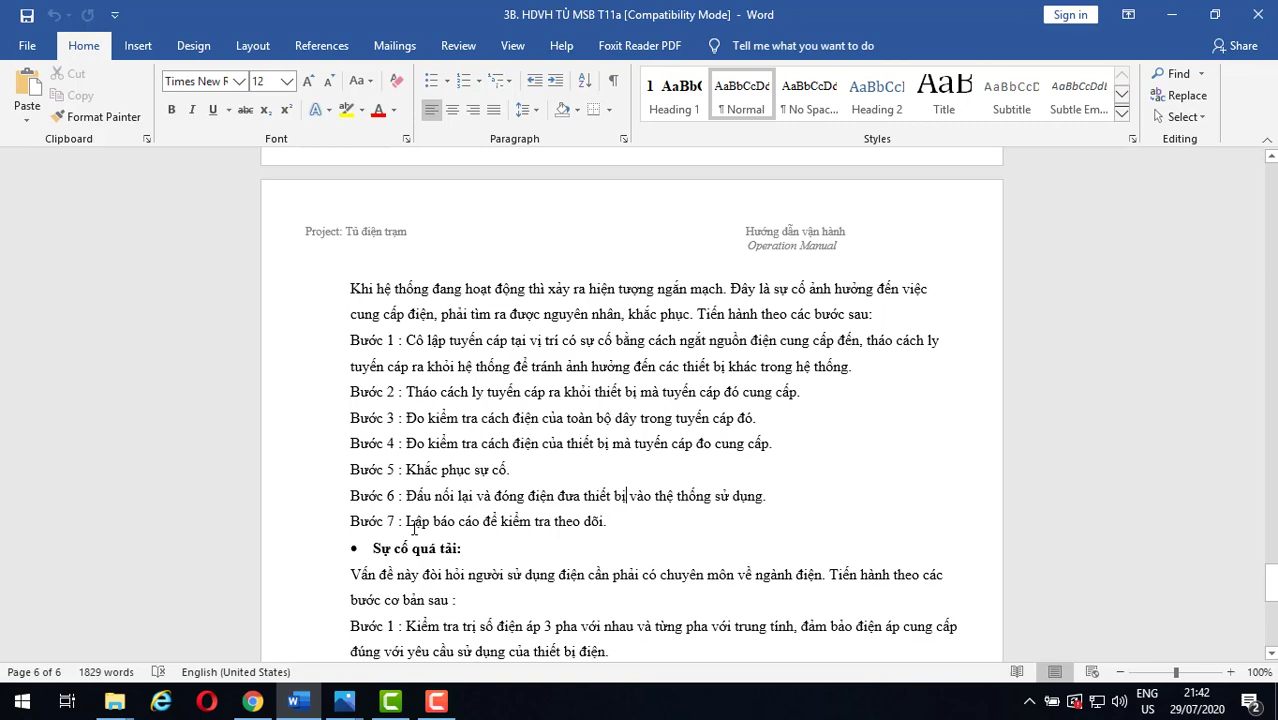 3B. HDVH TỦ MSB T11a [Compatibility Mode] - Word
Sign in
File Home Insert Design Layout References Mailings Review View Help Foxit Reader PDF Tell me what you want to do Share
Paste
Cut
Copy
Format Painter
Clipboard
Times New R 12
Font
Paragraph
1 AaBb( AaBbCcDd AaBbCcDd AaBbCcI AaB AaBbCcDd AaBbCcDdL
Heading 1 ¶ Normal ¶ No Spac... Heading 2 Title Subtitle Subtle Em...
Styles
Find
Replace
Select
Editing
Project: Tủ điện trạm
Hướng dẫn vận hành
Operation Manual
Khi hệ thống đang hoạt động thì xảy ra hiện tượng ngắn mạch. Đây là sự cố ảnh hưởng đến việc
cung cấp điện, phải tìm ra được nguyên nhân, khắc phục. Tiến hành theo các bước sau:
Bước 1 : Cô lập tuyến cáp tại vị trí có sự cố bằng cách ngắt nguồn điện cung cấp đến, tháo cách ly
tuyến cáp ra khỏi hệ thống để tránh ảnh hưởng đến các thiết bị khác trong hệ thống.
Bước 2 : Tháo cách ly tuyến cáp ra khỏi thiết bị mà tuyến cáp đó cung cấp.
Bước 3 : Đo kiểm tra cách điện của toàn bộ dây trong tuyến cáp đó.
Bước 4 : Đo kiểm tra cách điện của thiết bị mà tuyến cáp đo cung cấp.
Bước 5 : Khắc phục sự cố.
Bước 6 : Đấu nối lại và đóng điện đưa thiết bị vào thệ thống sử dụng.
Bước 7 : Lập báo cáo để kiểm tra theo dõi.
• Sự cố quá tải:
Vấn đề này đòi hỏi người sử dụng điện cần phải có chuyên môn về ngành điện. Tiến hành theo các
bước cơ bản sau :
Bước 1 : Kiểm tra trị số điện áp 3 pha với nhau và từng pha với trung tính, đảm bảo điện áp cung cấp
đúng với yêu cầu sử dụng của thiết bị điện.
Page 6 of 6 1829 words English (United States) 100%
ENG
US
21:42
29/07/2020
2